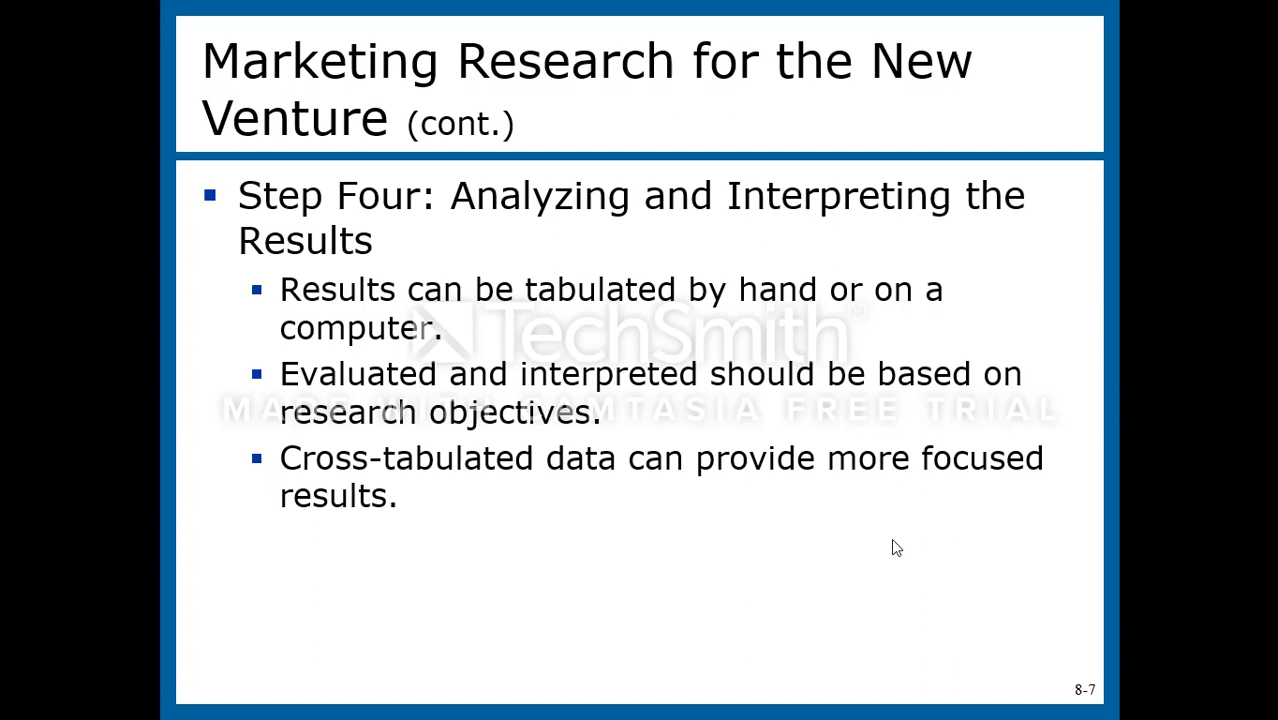 Marketing Research for the New
Venture (cont.)
▪ Step Four: Analyzing and Interpreting the
Results
▪ Results can be tabulated by hand or on a
computer.
TechSmith®
▪ Evaluated and interpreted should be based on
research objectives.
MADE WITH CAMTASIA FREE TRIAL
▪ Cross-tabulated data can provide more focused
results.
8-7